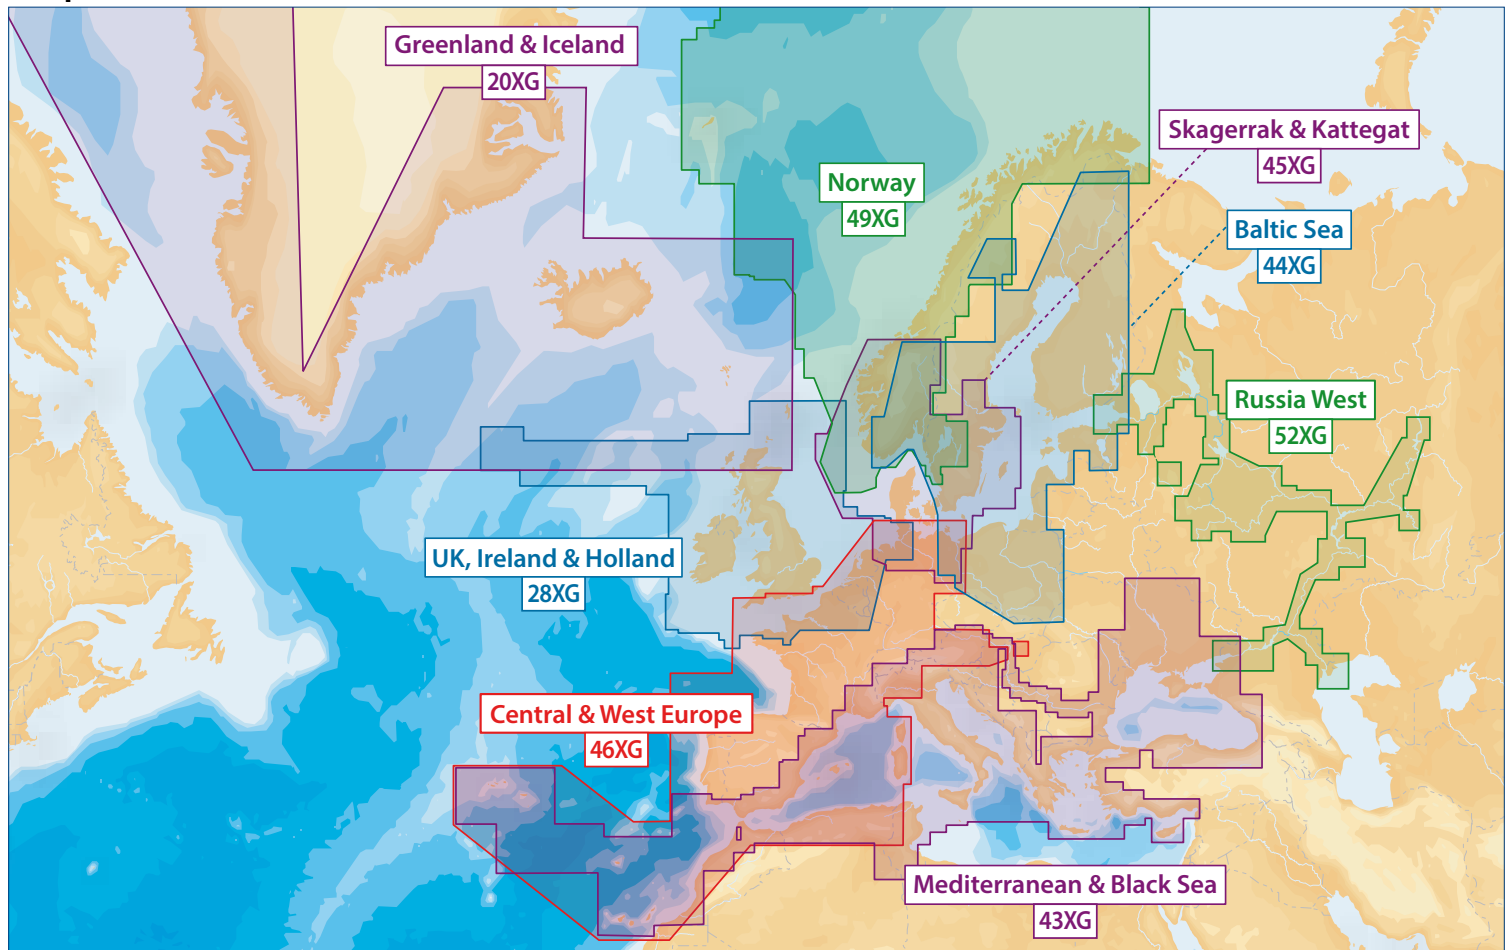 Greenland & Iceland
20XG
Skagerrak & Kattegat
45XG
Norway
49XG
Baltic Sea
44XG
Russia West
52XG
UK, Ireland & Holland
28XG
Central & West Europe
46XG
Mediterranean & Black Sea
43XG